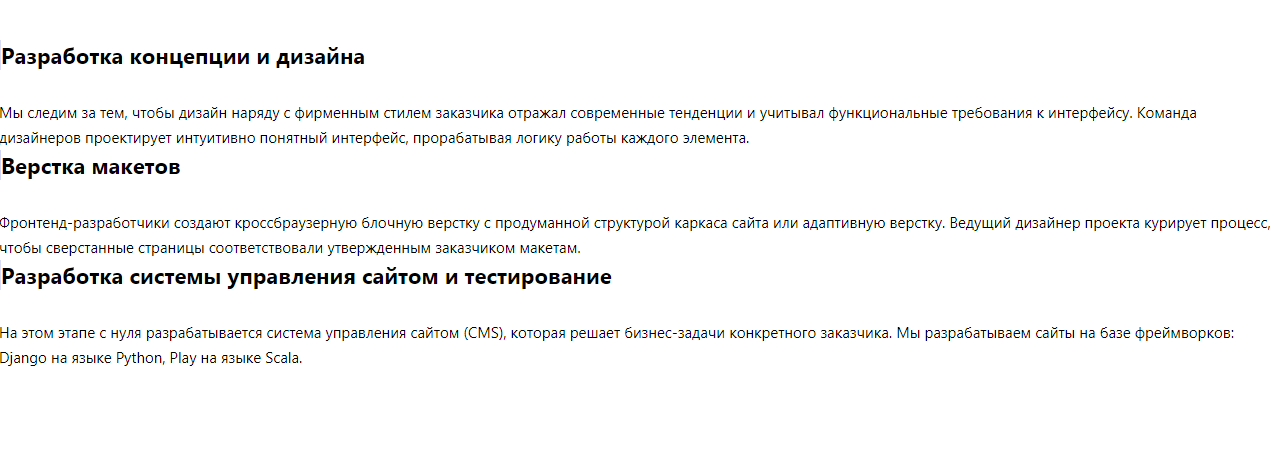 Разработка концепции и дизайна
Мы следим за тем, чтобы дизайн наряду с фирменным стилем заказчика отражал современные тенденции и учитывал функциональные требования к интерфейсу. Команда
дизайнеров проектирует интуитивно понятный интерфейс, прорабатывая логику работы каждого элемента.
Верстка макетов
Фронтенд-разработчики создают кроссбраузерную блочную верстку с продуманной структурой каркаса сайта или адаптивную верстку. Ведущий дизайнер проекта курирует процесс,
чтобы сверстанные страницы соответствовали утвержденным заказчиком макетам.
Разработка системы управления сайтом и тестирование
На этом этапе с нуля разрабатывается система управления сайтом (CMS), которая решает бизнес-задачи конкретного заказчика. Мы разрабатываем сайты на базе фреймворков:
Django на языке Python, Play на языке Scala.